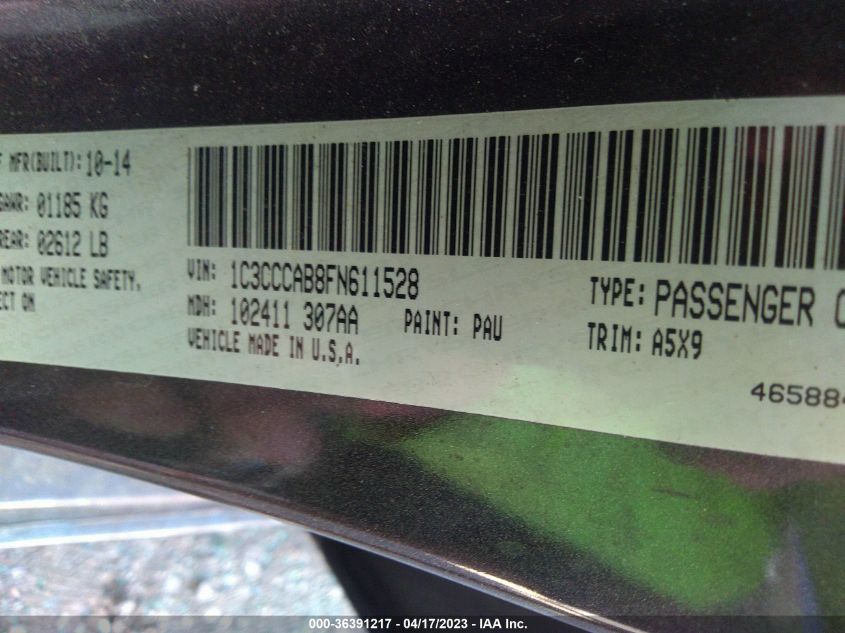 F MFR(BUILT): 10-14
GAWR: 01185 KG
REAR: 02612 LB
MOTOR VEHICLE SAFETY,
ECT ON
VIN: 1C3CCCAB8FN611528
MDH: 102411 307AA PAINT: PAU
VEHICLE MADE IN U.S.A.
TYPE: PASSENGER
TRIM: A5X9
46588
000-36391217 - 04/17/2023 - IAA Inc.